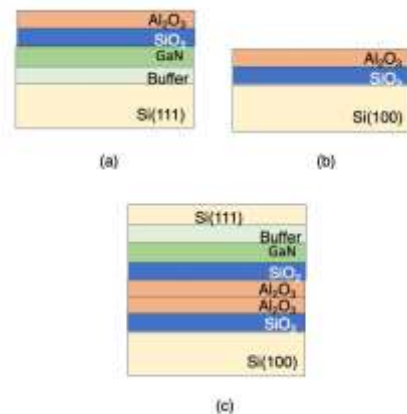 Al₂O₃
SiO₂
GaN
Buffer
Si(111)
(a)
Al₂O₃
SiO₂
Si(100)
(b)
Si(111)
Buffer
GaN
SiO₂
Al₂O₃
Al₂O₃
SiO₂
Si(100)
(c)